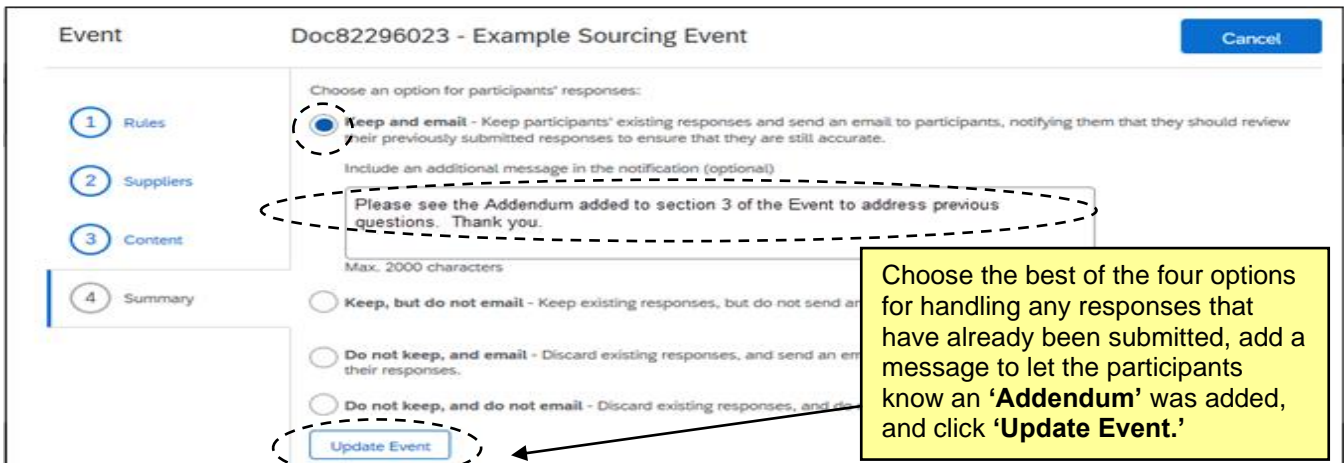 Event
Doc82296023 - Example Sourcing Event
Cancel
Choose an option for participants' responses:
1 Rules
Keep and email - Keep participants' existing responses and send an email to participants, notifying them that they should review
their previously submitted responses to ensure that they are still accurate.
Include an additional message in the notification (optional)
2 Suppliers
Please see the Addendum added to section 3 of the Event to address previous
questions. Thank you.
3 Content
Max. 2000 characters
4 Summary
Keep, but do not email - Keep existing responses, but do not send
Do not keep, and email - Discard existing responses, and send an
their responses.
Do not keep, and do not email - Discard existing responses, and
Update Event
Choose the best of the four options
for handling any responses that
have already been submitted, add a
message to let the participants
know an ‘Addendum’ was added,
and click ‘Update Event.’